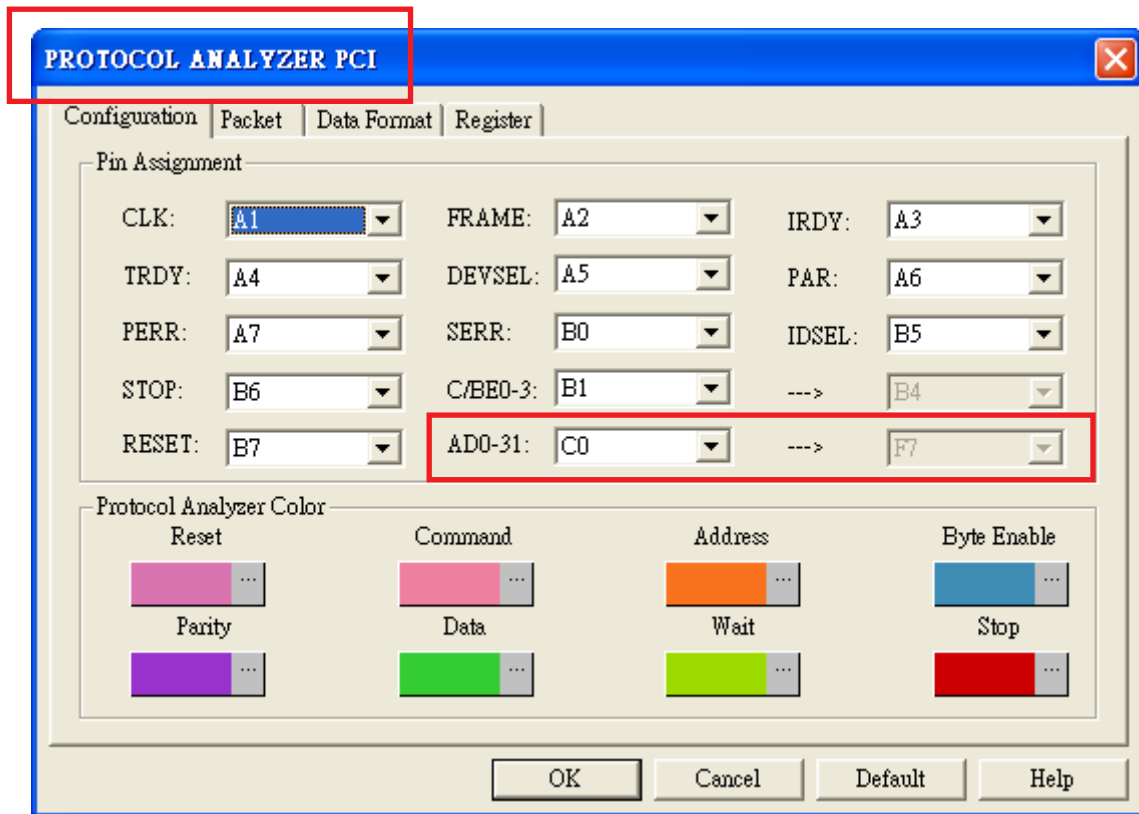 PROTOCOL ANALYZER PCI
Configuration Packet Data Format Register
Pin Assignment
CLK: A1 FRAME: A2 IRDY: A3
TRDY: A4 DEVSEL: A5 PAR: A6
PERR: A7 SERR: B0 IDSEL: B5
STOP: B6 C/BE0-3: B1 ---> B4
RESET: B7 AD0-31: C0 ---> F7
Protocol Analyzer Color
Reset Command Address Byte Enable
... ... ... ...
Parity Data Wait Stop
... ... ... ...
OK Cancel Default Help